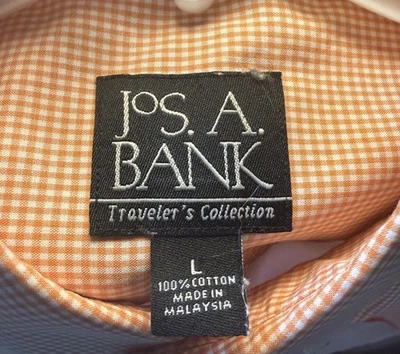 JOS. A.
BANK
Traveler's Collection
L
100% COTTON
MADE IN
MALAYSIA